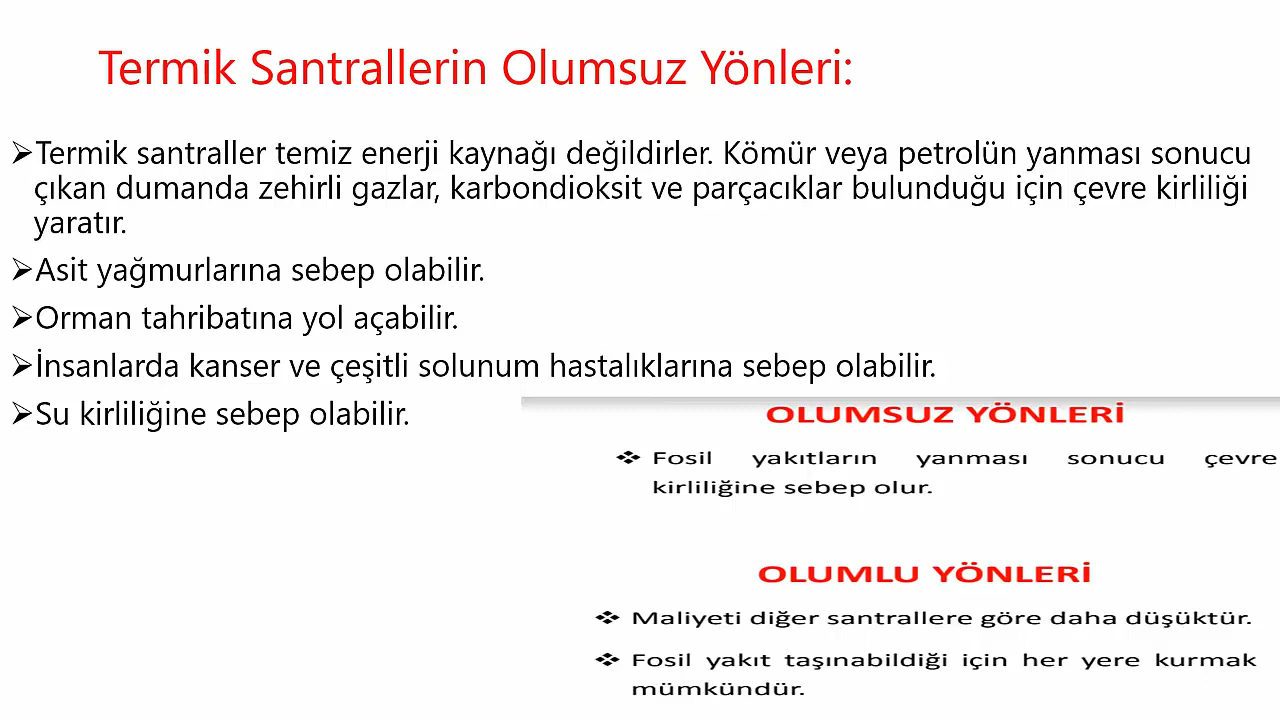 Termik Santrallerin Olumsuz Yönleri:
➢Termik santraller temiz enerji kaynağı değildirler. Kömür veya petrolün yanması sonucu
çıkan dumanda zehirli gazlar, karbondioksit ve parçacıklar bulunduğu için çevre kirliliği
yaratır.
➢Asit yağmurlarına sebep olabilir.
➢Orman tahribatına yol açabilir.
➢İnsanlarda kanser ve çeşitli solunum hastalıklarına sebep olabilir.
➢Su kirliliğine sebep olabilir.
OLUMSUZ YÖNLERİ
❖ Fosil yakıtların yanması sonucu çevre
kirliliğine sebep olur.
OLUMLU YÖNLERİ
❖ Maliyeti diğer santrallere göre daha düşüktür.
❖ Fosil yakıt taşınabildiği için her yere kurmak
mümkündür.